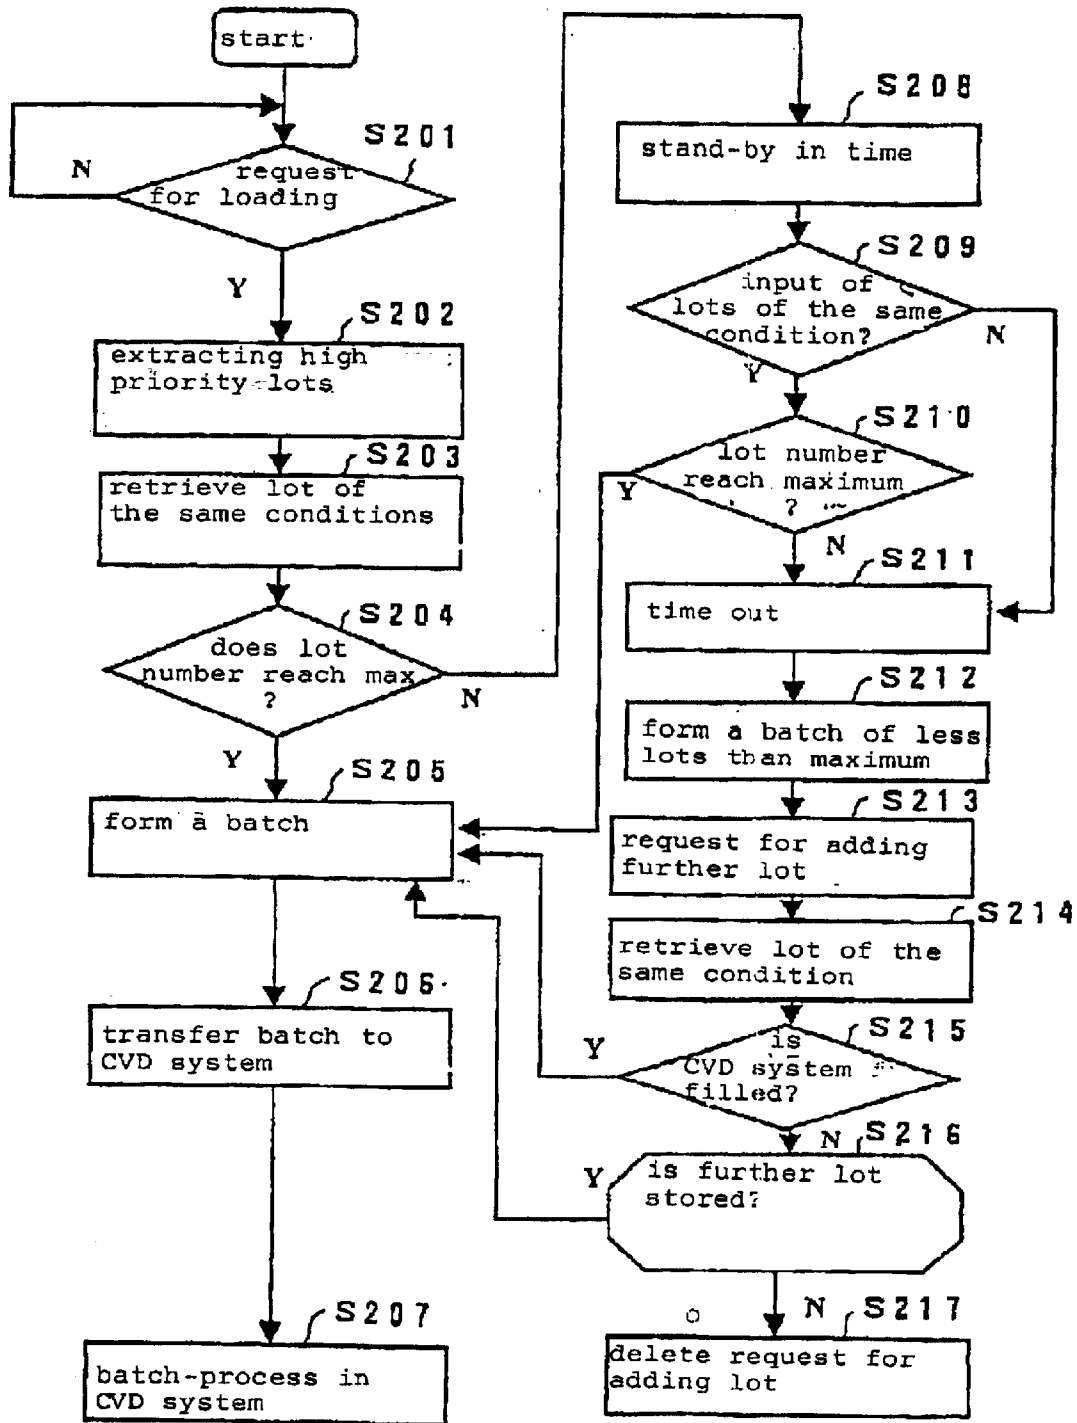 start
S201
N
request
for loading
Y
S202
extracting high
priority lots
S203
retrieve lot of
the same conditions
S204
does lot
number reach max
?
N
Y
S205
form a batch
S206
transfer batch to
CVD system
S207
batch-process in
CVD system
S208
stand-by in time
S209
input of
lots of the same
condition?
N
Y
S210
lot number
reach maximum
?
Y
N
S211
time out
S212
form a batch of less
lots than maximum
S213
request for adding
further lot
S214
retrieve lot of the
same condition
S215
is
CVD system
filled?
Y
N
S216
is further lot
stored?
Y
N
S217
delete request for
adding lot